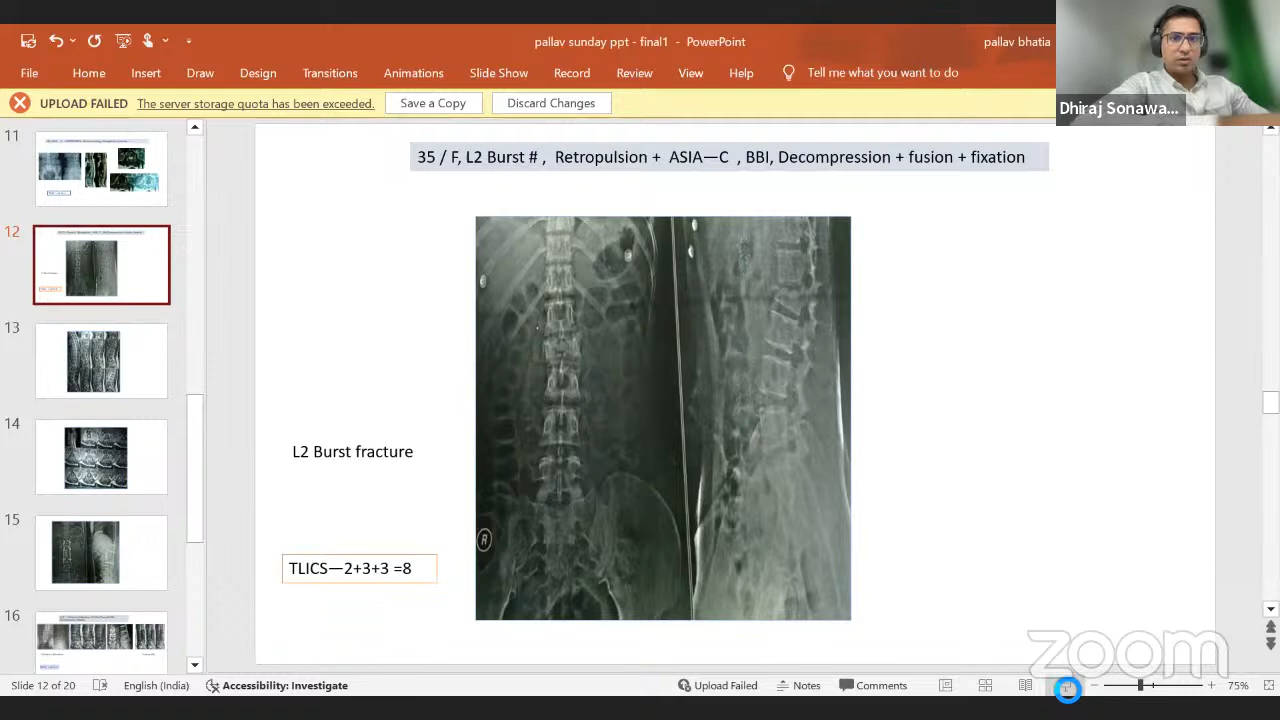 pallav sunday ppt - final1 - PowerPoint
pallav bhatia
File Home Insert Draw Design Transitions Animations Slide Show Record Review View Help Tell me what you want to do
UPLOAD FAILED The server storage quota has been exceeded. Save a Copy Discard Changes
Dhiraj Sonawa...
11
12
13
14
15
16
35 / F, L2 Burst # , Retropulsion + ASIA—C , BBI, Decompression + fusion + fixation
L2 Burst fracture
R
TLICS—2+3+3 =8
zoom
Slide 12 of 20 English (India) Accessibility: Investigate Upload Failed Notes Comments 75%